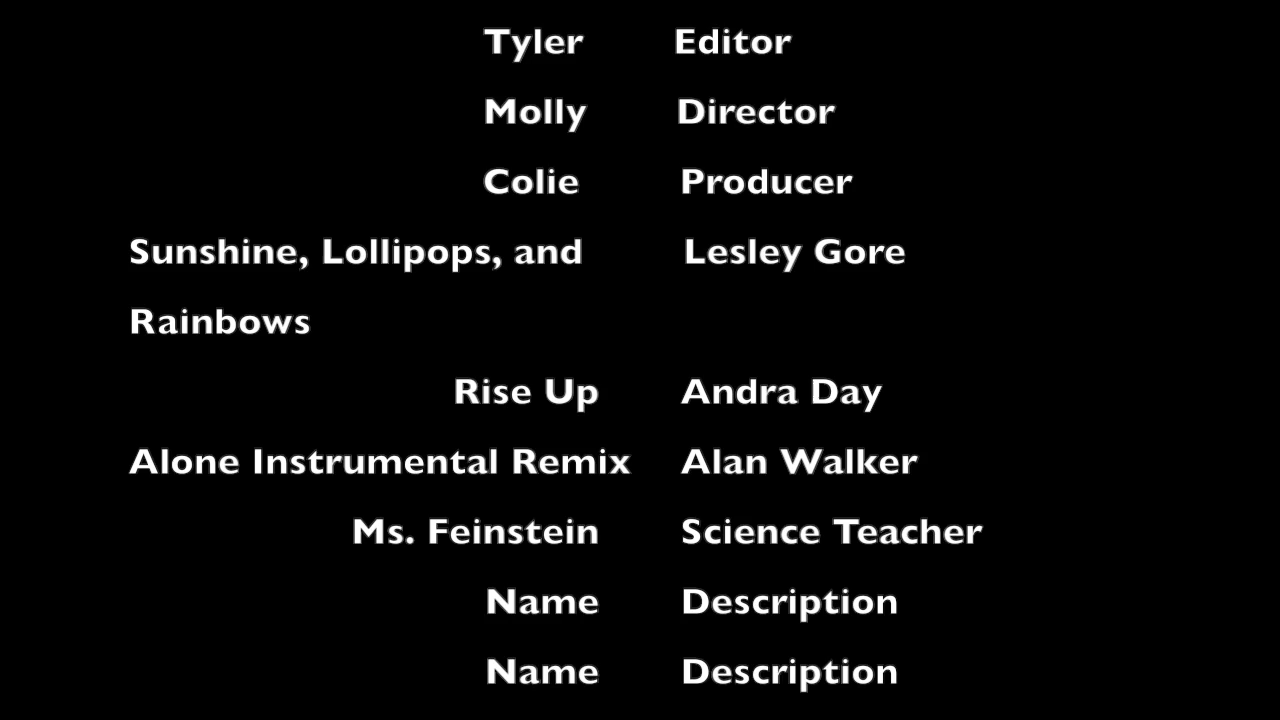 Tyler Editor
Molly Director
Colie Producer
Sunshine, Lollipops, and Lesley Gore
Rainbows
Rise Up Andra Day
Alone Instrumental Remix Alan Walker
Ms. Feinstein Science Teacher
Name Description
Name Description